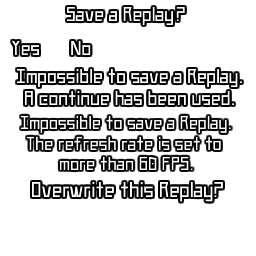 Save a Replay?
Yes No
Impossible to save a Replay.
A continue has been used.
Impossible to save a Replay.
The refresh rate is set to
more than 60 FPS.
Overwrite this Replay?